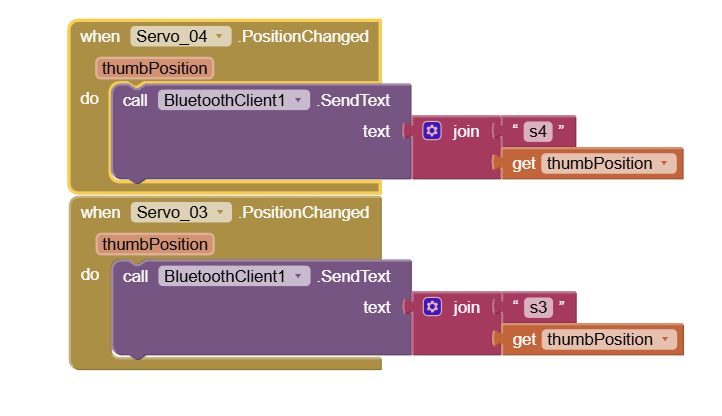 when Servo_04 .PositionChanged
thumbPosition
do call BluetoothClient1 .SendText
text join “ s4 ”
get thumbPosition
when Servo_03 .PositionChanged
thumbPosition
do call BluetoothClient1 .SendText
text join “ s3 ”
get thumbPosition